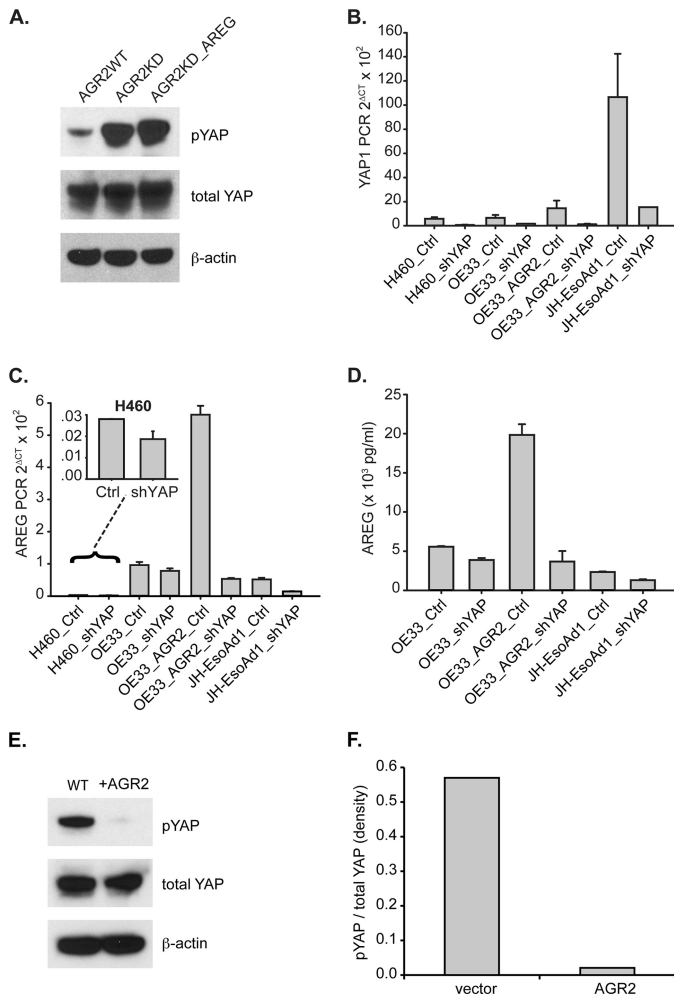 A.
AGR2WT
AGR2KD
AGR2KD_AREG
pYAP
total YAP
β-actin
B.
YAP1 PCR 2^ΔCT x 10^2
160
140
120
100
80
60
40
20
0
H460_Ctrl
H460_shYAP
OE33_Ctrl
OE33_shYAP
OE33_AGR2_Ctrl
OE33_AGR2_shYAP
JH-EsoAd1_Ctrl
JH-EsoAd1_shYAP
C.
AREG PCR 2^ΔCT x 10^2
6
5
4
3
2
1
0
H460
.03
.02
.01
.00
Ctrl
shYAP
H460_Ctrl
H460_shYAP
OE33_Ctrl
OE33_shYAP
OE33_AGR2_Ctrl
OE33_AGR2_shYAP
JH-EsoAd1_Ctrl
JH-EsoAd1_shYAP
D.
AREG (x 10^3 pg/ml)
25
20
15
10
5
0
OE33_Ctrl
OE33_shYAP
OE33_AGR2_Ctrl
OE33_AGR2_shYAP
JH-EsoAd1_Ctrl
JH-EsoAd1_shYAP
E.
WT +AGR2
pYAP
total YAP
β-actin
F.
pYAP / total YAP (density)
0.6
0.5
0.4
0.3
0.2
0.1
0.0
vector
AGR2